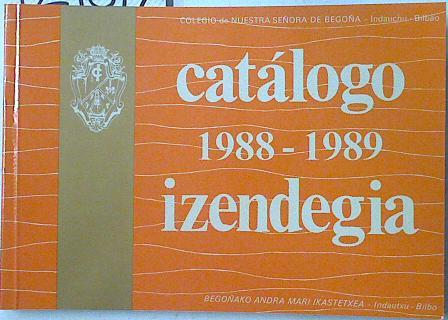 COLEGIO de NUESTRA SEÑORA DE BEGOÑA - Indauchu - Bilbao
catálogo
1988 - 1989
izendegia
BEGOÑAKO ANDRA MARI IKASTETXEA - Indautxu - Bilbo